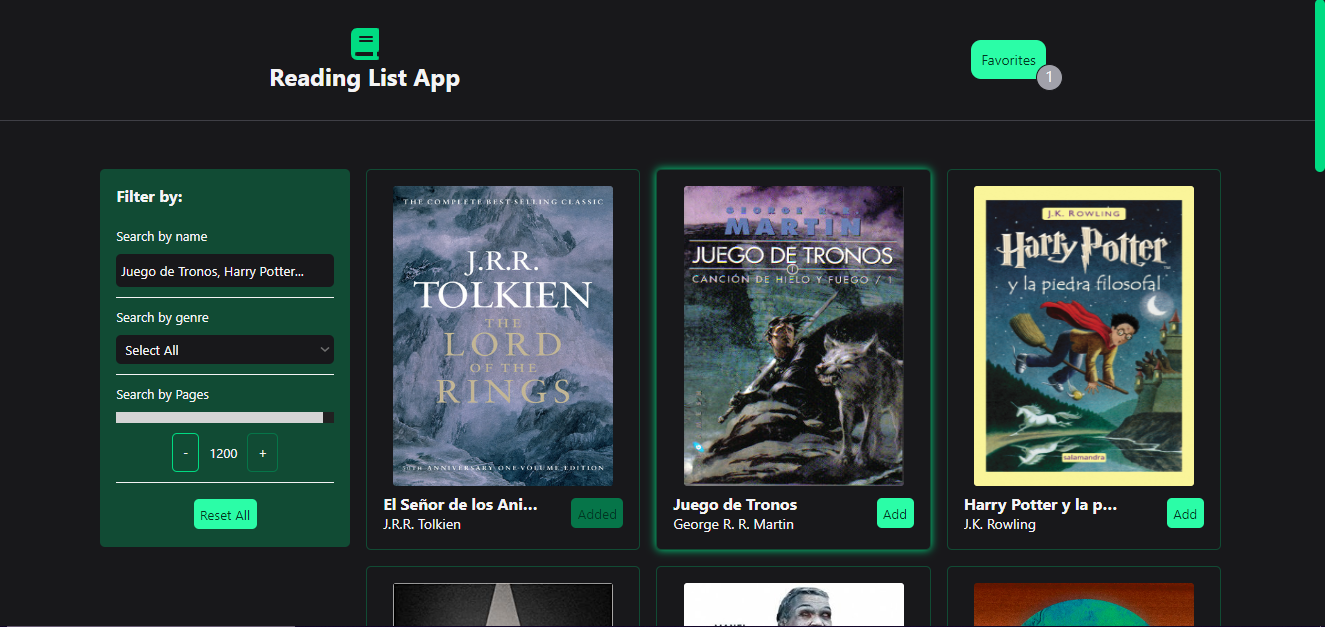 Reading List App
Favorites
1
Filter by:
Search by name
Juego de Tronos, Harry Potter...
Search by genre
Select All
Search by Pages
-
1200
+
Reset All
THE COMPLETE BEST SELLING CLASSIC
J.R.R.
TOLKIEN
THE
LORD
OF THE
RINGS
50TH ANNIVERSARY ONE VOLUME EDITION
El Señor de los Ani...
J.R.R. Tolkien
Added
GEORGE R. R.
MARTIN
JUEGO DE TRONOS
CANCIÓN DE HIELO Y FUEGO / 1
Juego de Tronos
George R. R. Martin
Add
J.K. ROWLING
Harry Potter
y la piedra filosofal
salamandra
Harry Potter y la p...
J.K. Rowling
Add